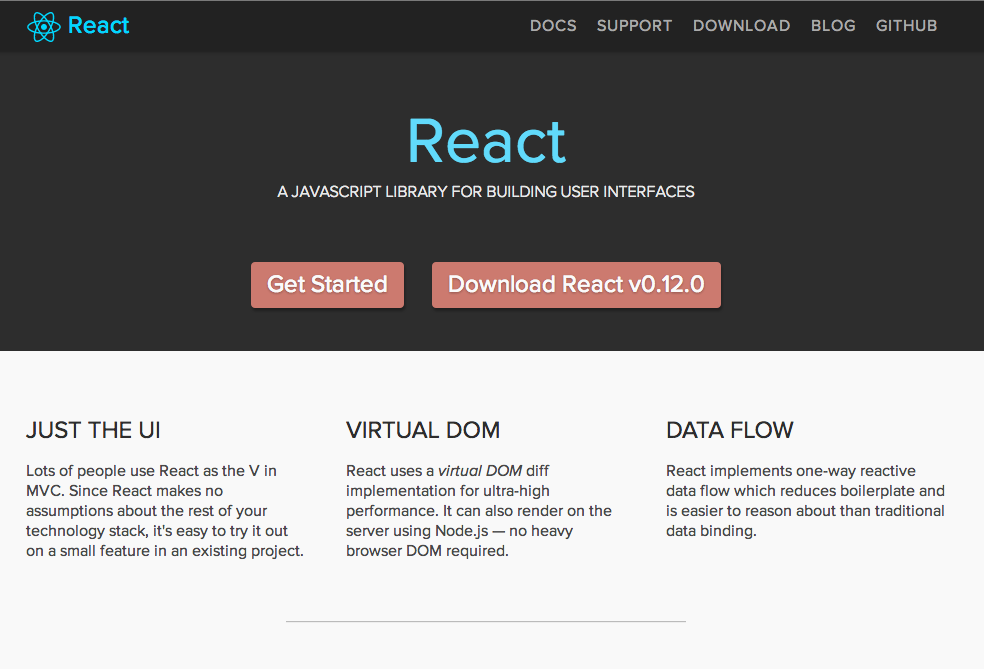 React
DOCS SUPPORT DOWNLOAD BLOG GITHUB
React
A JAVASCRIPT LIBRARY FOR BUILDING USER INTERFACES
Get Started
Download React v0.12.0
JUST THE UI
Lots of people use React as the V in
MVC. Since React makes no
assumptions about the rest of your
technology stack, it's easy to try it out
on a small feature in an existing project.
VIRTUAL DOM
React uses a virtual DOM diff
implementation for ultra-high
performance. It can also render on the
server using Node.js — no heavy
browser DOM required.
DATA FLOW
React implements one-way reactive
data flow which reduces boilerplate and
is easier to reason about than traditional
data binding.